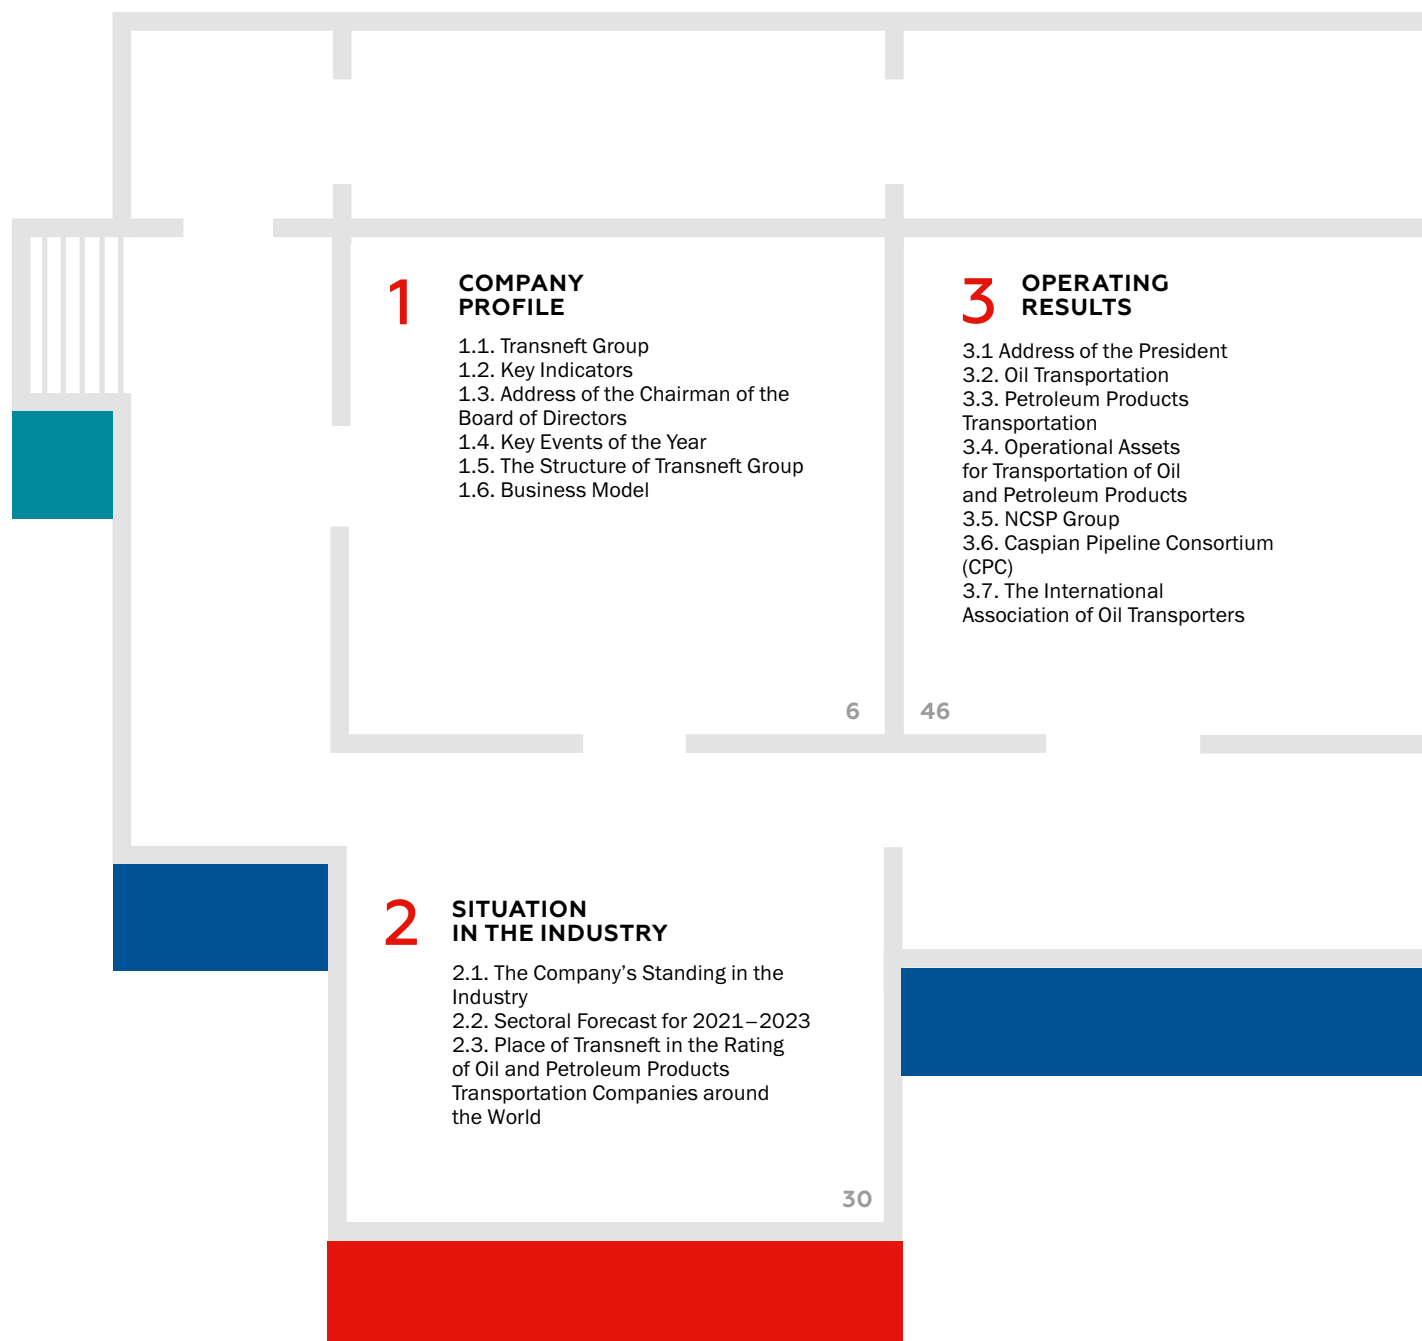 1
COMPANY
PROFILE
1.1. Transneft Group
1.2. Key Indicators
1.3. Address of the Chairman of the
Board of Directors
1.4. Key Events of the Year
1.5. The Structure of Transneft Group
1.6. Business Model
6
2
SITUATION
IN THE INDUSTRY
2.1. The Company’s Standing in the
Industry
2.2. Sectoral Forecast for 2021–2023
2.3. Place of Transneft in the Rating
of Oil and Petroleum Products
Transportation Companies around
the World
30
3
OPERATING
RESULTS
3.1 Address of the President
3.2. Oil Transportation
3.3. Petroleum Products
Transportation
3.4. Operational Assets
for Transportation of Oil
and Petroleum Products
3.5. NCSP Group
3.6. Caspian Pipeline Consortium
(CPC)
3.7. The International
Association of Oil Transporters
46